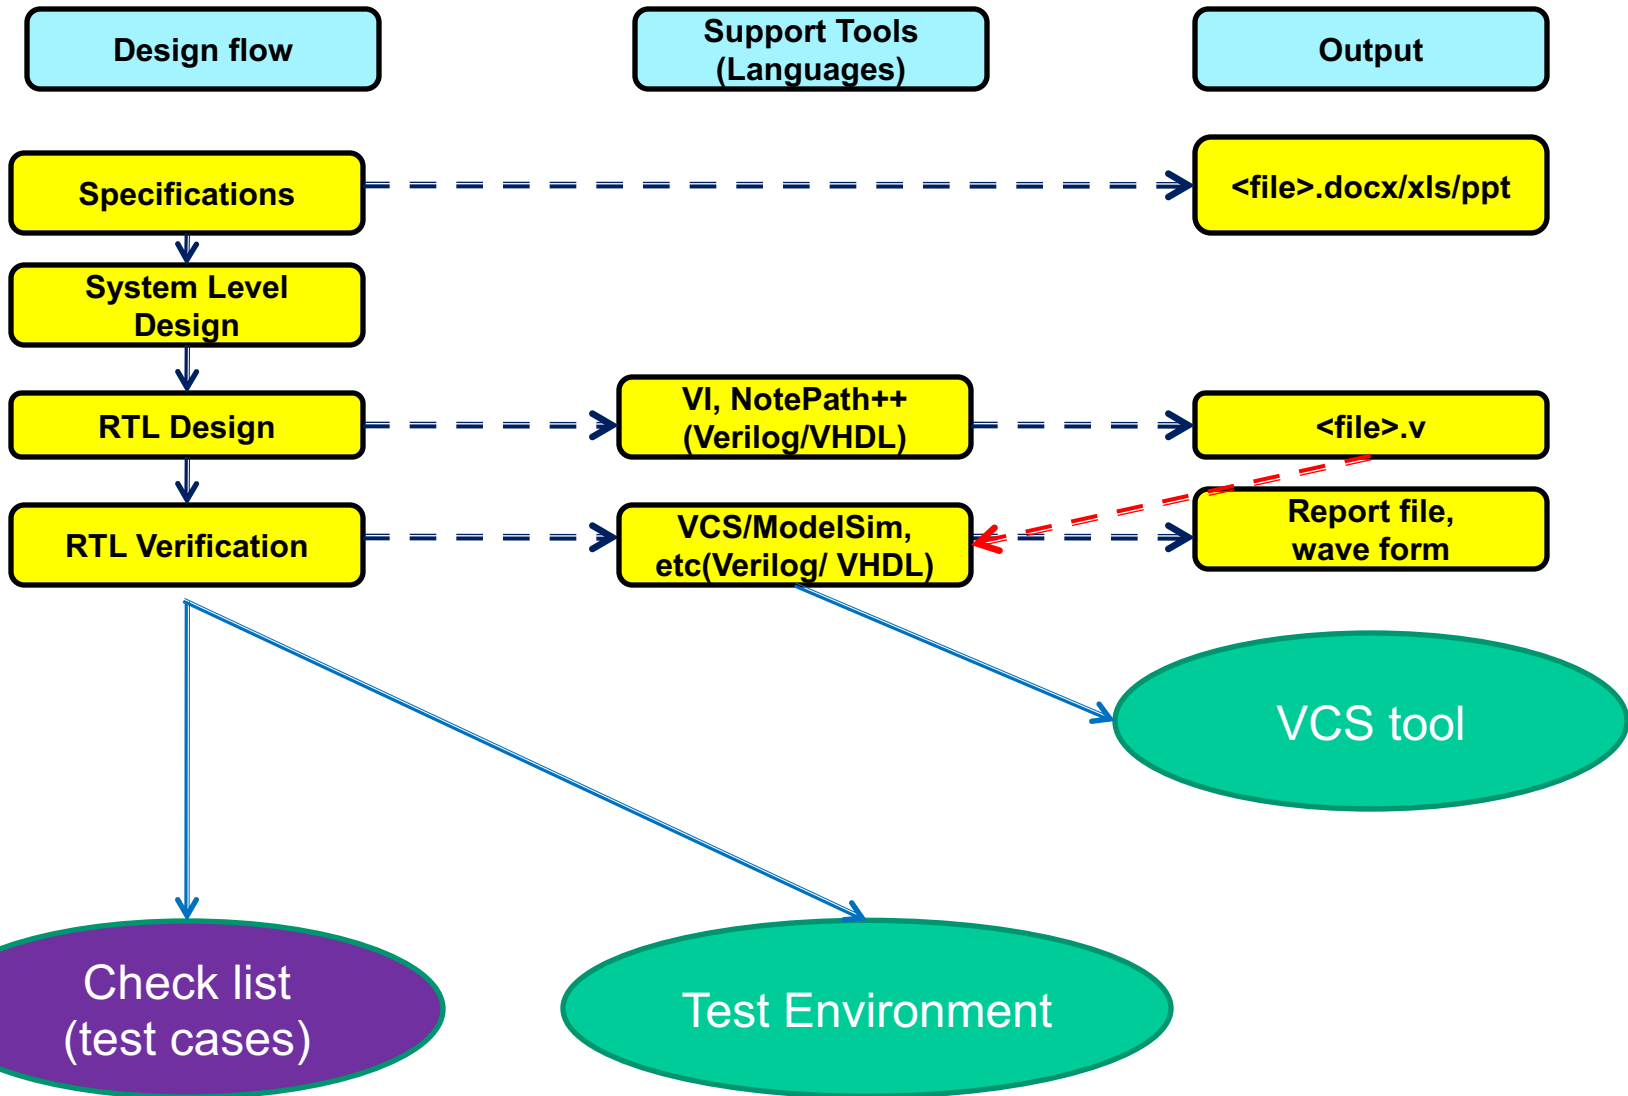 Design flow
Support Tools
(Languages)
Output
Specifications
<file>.docx/xls/ppt
System Level
Design
RTL Design
VI, NotePath++
(Verilog/VHDL)
<file>.v
RTL Verification
VCS/ModelSim,
etc(Verilog/ VHDL)
Report file,
wave form
VCS tool
Check list
(test cases)
Test Environment